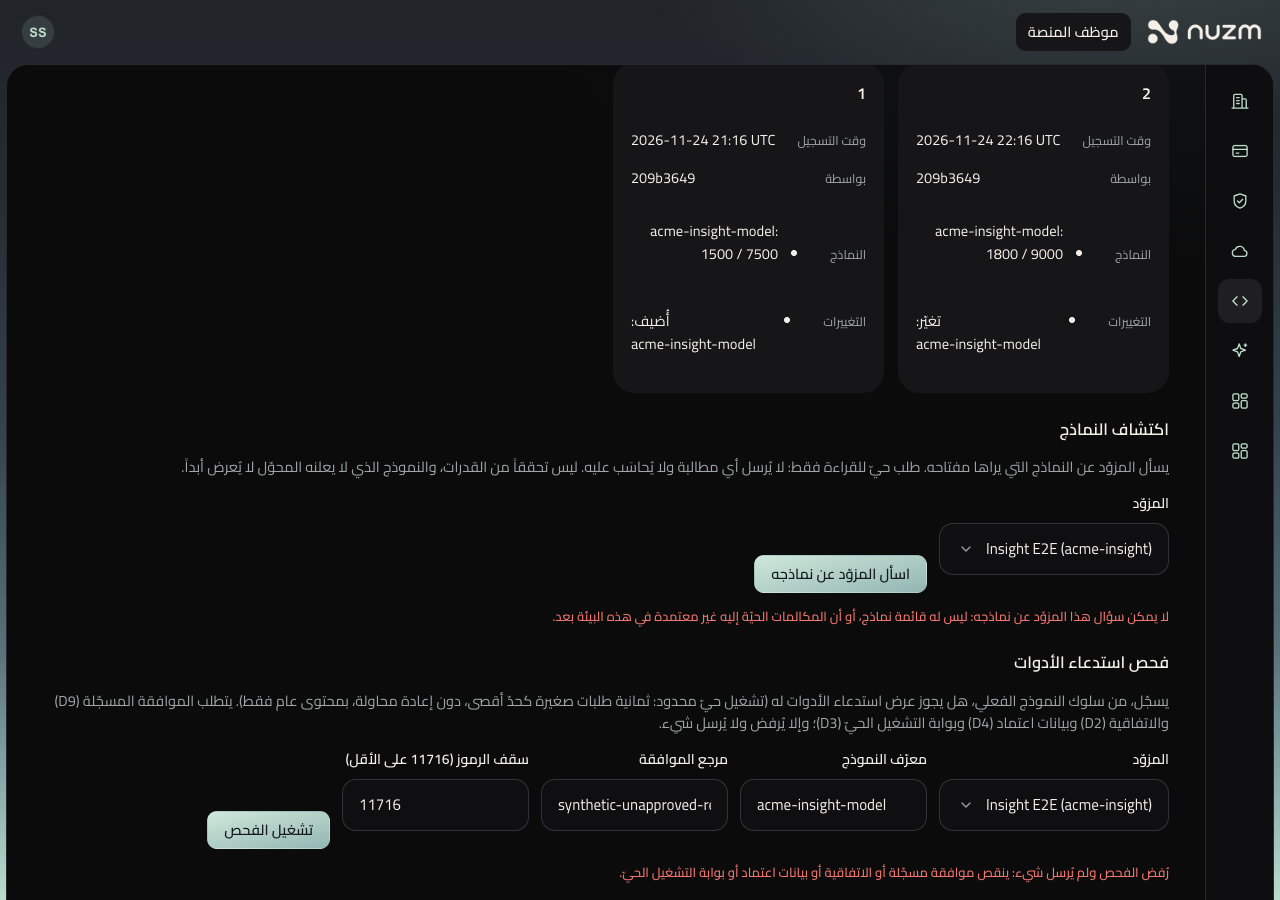 nuzm
موظف المنصة
SS
2
وقت التسجيل 2026-11-24 22:16 UTC
بواسطة 209b3649
النماذج
acme-insight-model:
1800 / 9000
التغييرات
تغيّر:
acme-insight-model
1
وقت التسجيل 2026-11-24 21:16 UTC
بواسطة 209b3649
النماذج
acme-insight-model:
1500 / 7500
التغييرات
أُضيف:
acme-insight-model
اكتشاف النماذج
يسأل المزوّد عن النماذج التي يراها مفتاحه. طلب حيّ للقراءة فقط: لا يُرسل أي مطالبة ولا يُحاسَب عليه. ليس تحققاً من القدرات، والنموذج الذي لا يعلنه المحوّل لا يُعرض أبداً.
المزوّد
Insight E2E (acme-insight)
اسأل المزوّد عن نماذجه
لا يمكن سؤال هذا المزوّد عن نماذجه: ليس له قائمة نماذج، أو أن المكالمات الحيّة إليه غير معتمدة في هذه البيئة بعد.
فحص استدعاء الأدوات
يسجّل، من سلوك النموذج الفعلي، هل يجوز عرض استدعاء الأدوات له (تشغيل حيّ محدود: ثمانية طلبات صغيرة كحدّ أقصى، دون إعادة محاولة، بمحتوى عام فقط). يتطلب الموافقة المسجّلة (D9)
والاتفاقية (D2) وبيانات اعتماد (D4) وبوابة التشغيل الحيّ (D3)؛ وإلا يُرفض ولا يُرسل شيء.
المزوّد
Insight E2E (acme-insight)
معرّف النموذج
acme-insight-model
مرجع الموافقة
synthetic-unapproved-re
سقف الرموز (11716 على الأقل)
11716
تشغيل الفحص
رُفض الفحص ولم يُرسل شيء: ينقص موافقة مسجّلة أو الاتفاقية أو بيانات اعتماد أو بوابة التشغيل الحيّ.